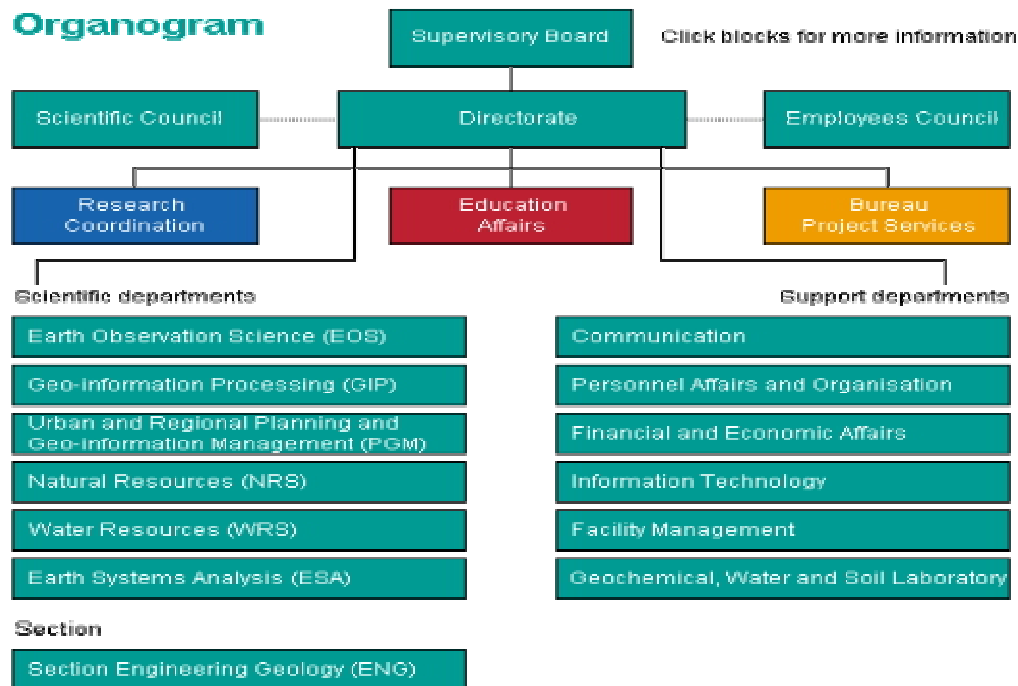 Organogram
Supervisory Board
Click blocks for more information
Scientific Council
Directorate
Employees Council
Research
Coordination
Education
Affairs
Bureau
Project Services
Scientific departments
Earth Observation Science (EOS)
Geo-information Processing (GIP)
Urban and Regional Planning and
Geo-information Management (PGM)
Natural Resources (NRS)
Water Resources (WRS)
Earth Systems Analysis (ESA)
Section
Section Engineering Geology (ENG)
Support departments
Communication
Personnel Affairs and Organisation
Financial and Economic Affairs
Information Technology
Facility Management
Geochemical, Water and Soil Laboratory